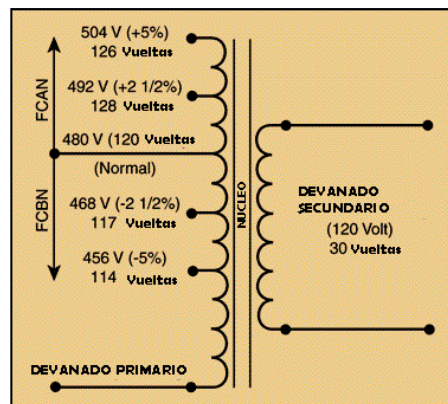 504 V (+5%)
126 Vueltas
492 V (+2 1/2%)
128 Vueltas
480 V (120 Vueltas
(Normal)
468 V (-2 1/2%)
117 Vueltas
456 V (-5%)
114 Vueltas
DEVANADO PRIMARIO
FCAN
FCBN
NUCLEO
DEVANADO
SECUNDARIO
(120 Volt)
30 Vueltas